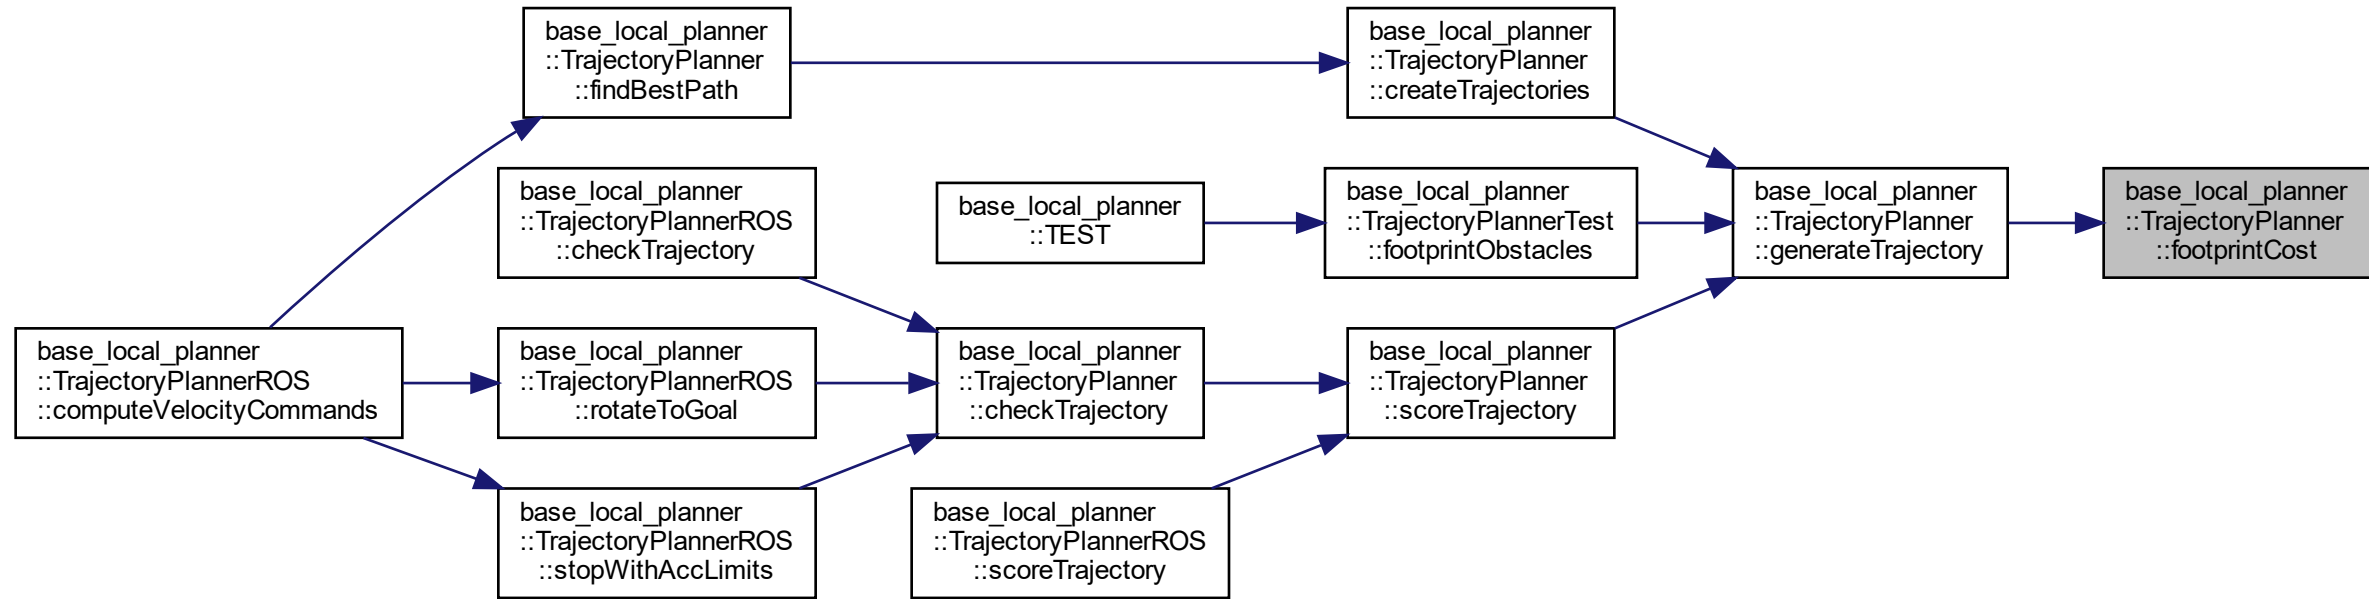 base_local_planner
::TrajectoryPlanner
::findBestPath
base_local_planner
::TrajectoryPlanner
::createTrajectories
base_local_planner
::TrajectoryPlannerROS
::checkTrajectory
base_local_planner
::TEST
base_local_planner
::TrajectoryPlannerTest
::footprintObstacles
base_local_planner
::TrajectoryPlanner
::generateTrajectory
base_local_planner
::TrajectoryPlanner
::footprintCost
base_local_planner
::TrajectoryPlannerROS
::computeVelocityCommands
base_local_planner
::TrajectoryPlannerROS
::rotateToGoal
base_local_planner
::TrajectoryPlanner
::checkTrajectory
base_local_planner
::TrajectoryPlanner
::scoreTrajectory
base_local_planner
::TrajectoryPlannerROS
::stopWithAccLimits
base_local_planner
::TrajectoryPlannerROS
::scoreTrajectory